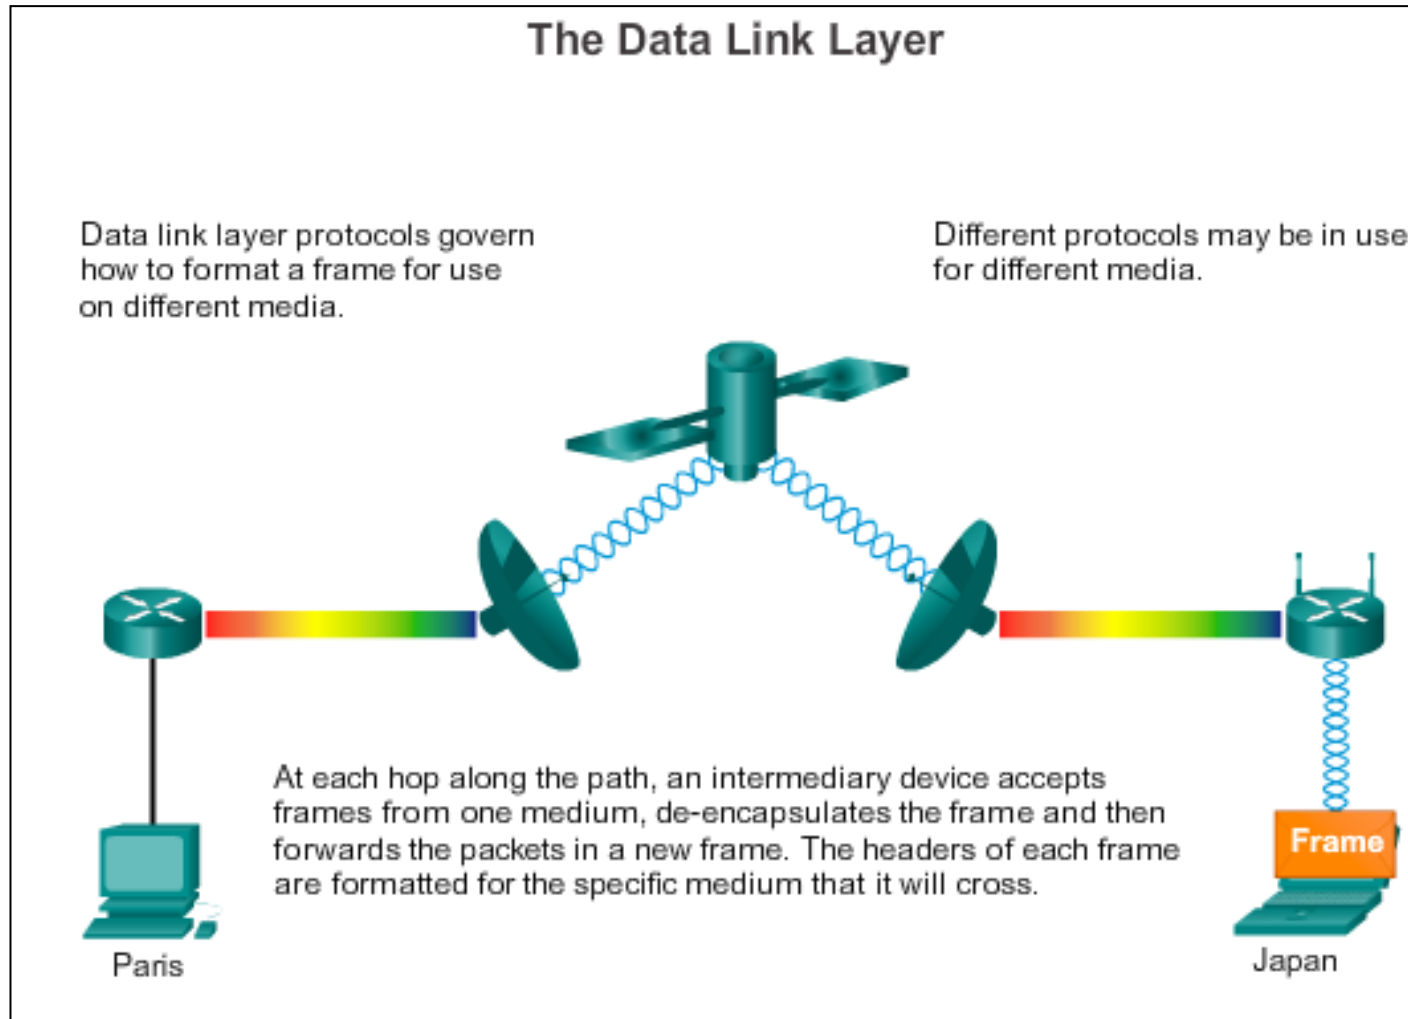 The Data Link Layer
Data link layer protocols govern
how to format a frame for use
on different media.
Different protocols may be in use
for different media.
At each hop along the path, an intermediary device accepts
frames from one medium, de-encapsulates the frame and then
forwards the packets in a new frame. The headers of each frame
are formatted for the specific medium that it will cross.
Frame
Paris
Japan